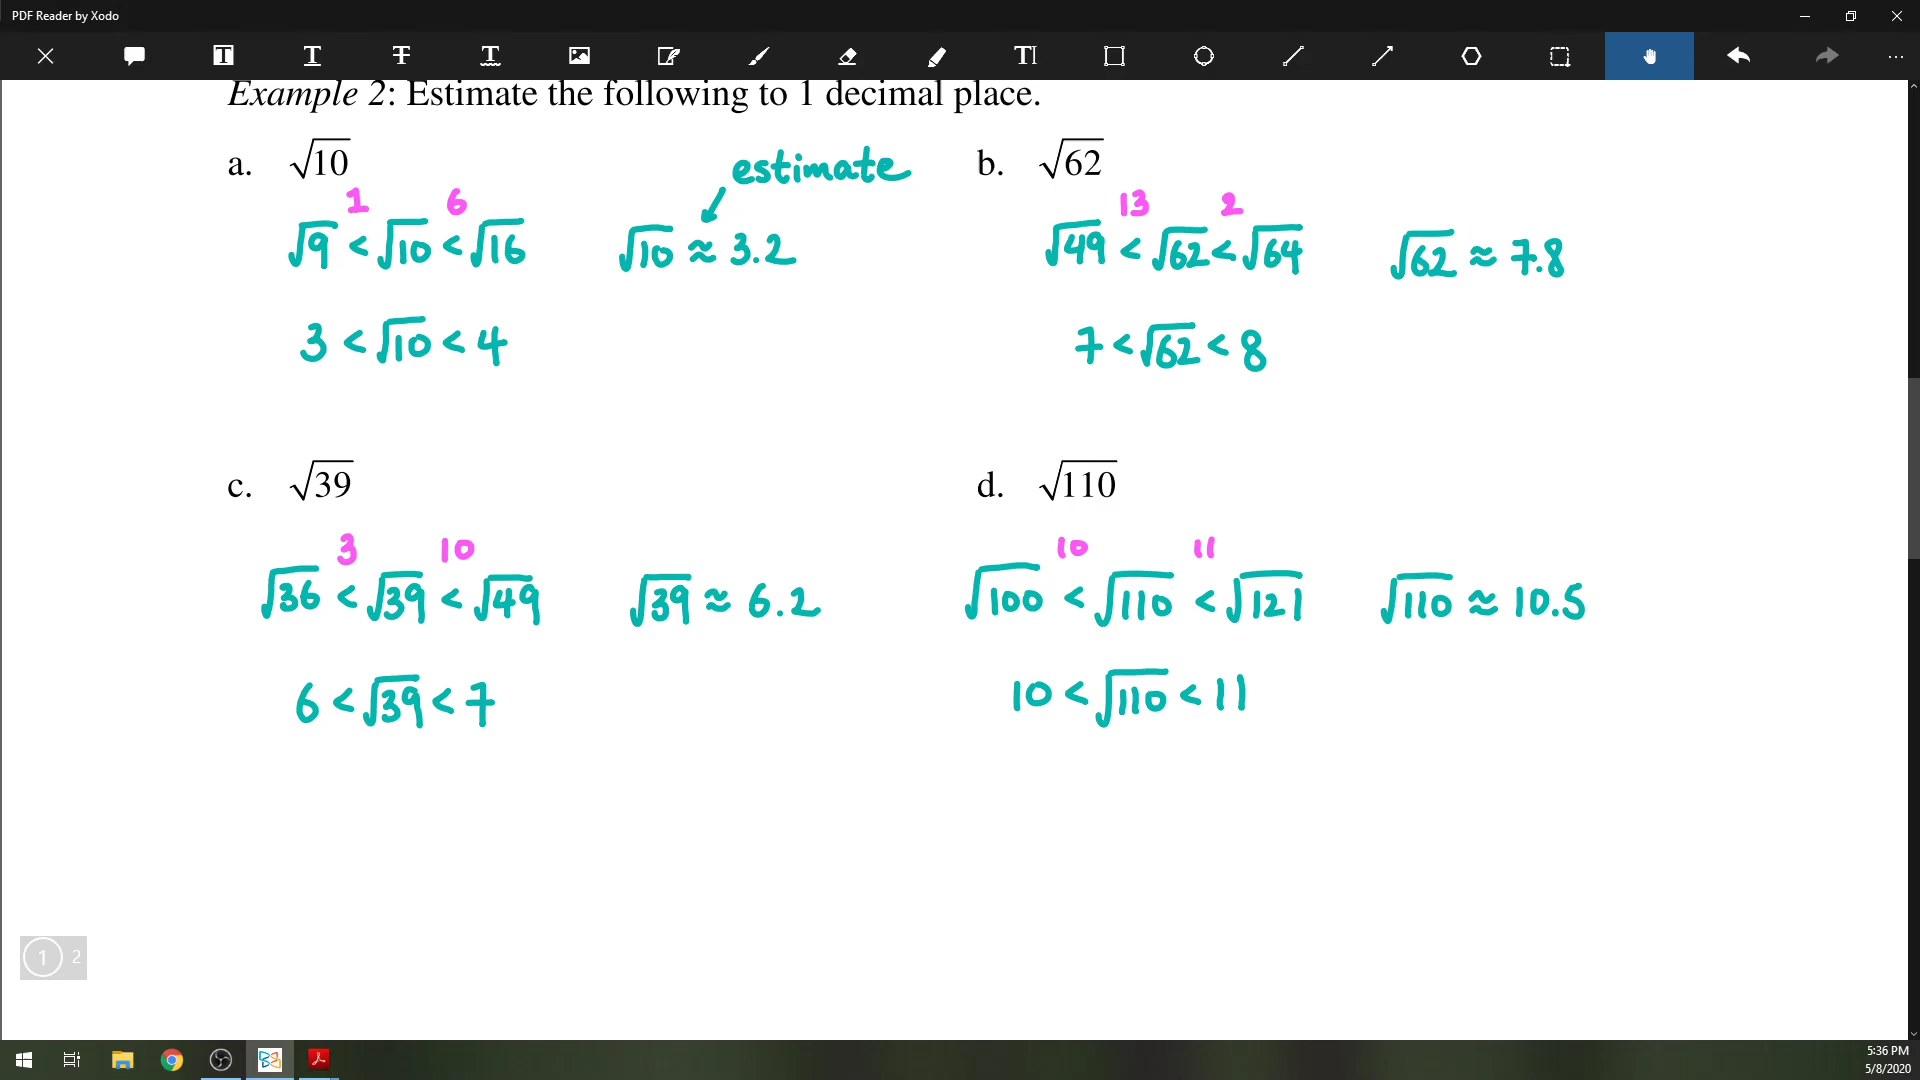 PDF Reader by Xodo
Example 2: Estimate the following to 1 decimal place.
a. √10
estimate
1 6
√9 < √10 < √16 √10 ≈ 3.2
3 < √10 < 4
b. √62
13 2
√49 < √62 < √64 √62 ≈ 7.8
7 < √62 < 8
c. √39
3 10
√36 < √39 < √49 √39 ≈ 6.2
6 < √39 < 7
d. √110
10 11
√100 < √110 < √121 √110 ≈ 10.5
10 < √110 < 11
1 2
5:36 PM
5/8/2020